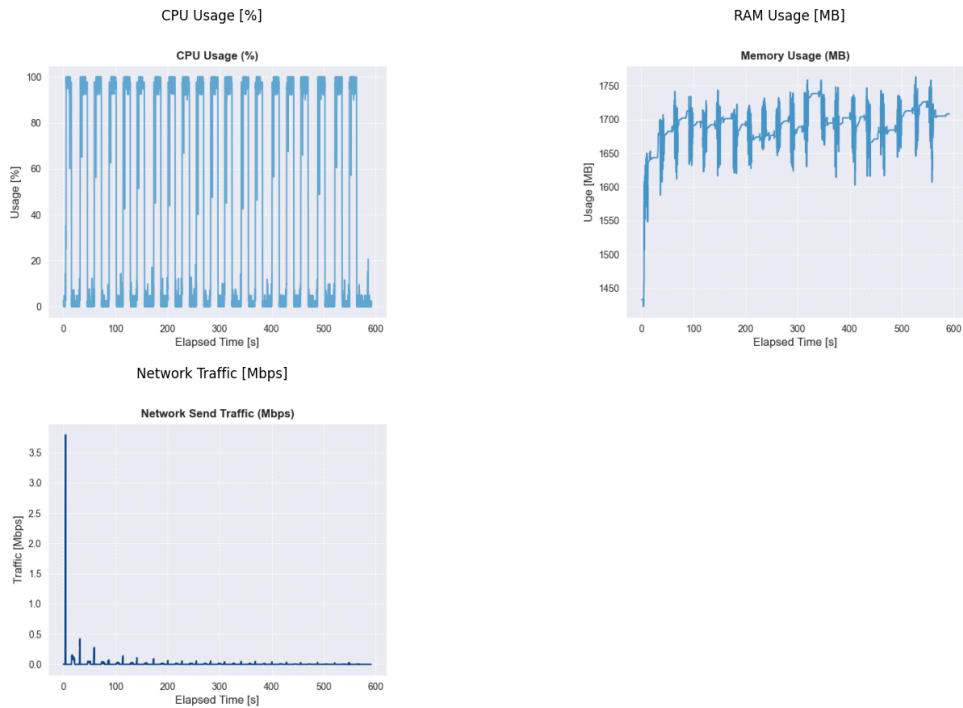 CPU Usage [%]
CPU Usage (%)
100
80
60
40
20
0
Usage [%]
0 100 200 300 400 500 600
Elapsed Time [s]
RAM Usage [MB]
Memory Usage (MB)
1750
1700
1650
1600
1550
1500
1450
Usage [MB]
0 100 200 300 400 500 600
Elapsed Time [s]
Network Traffic [Mbps]
Network Send Traffic (Mbps)
3.5
3.0
2.5
2.0
1.5
1.0
0.5
0.0
Traffic [Mbps]
0 100 200 300 400 500 600
Elapsed Time [s]